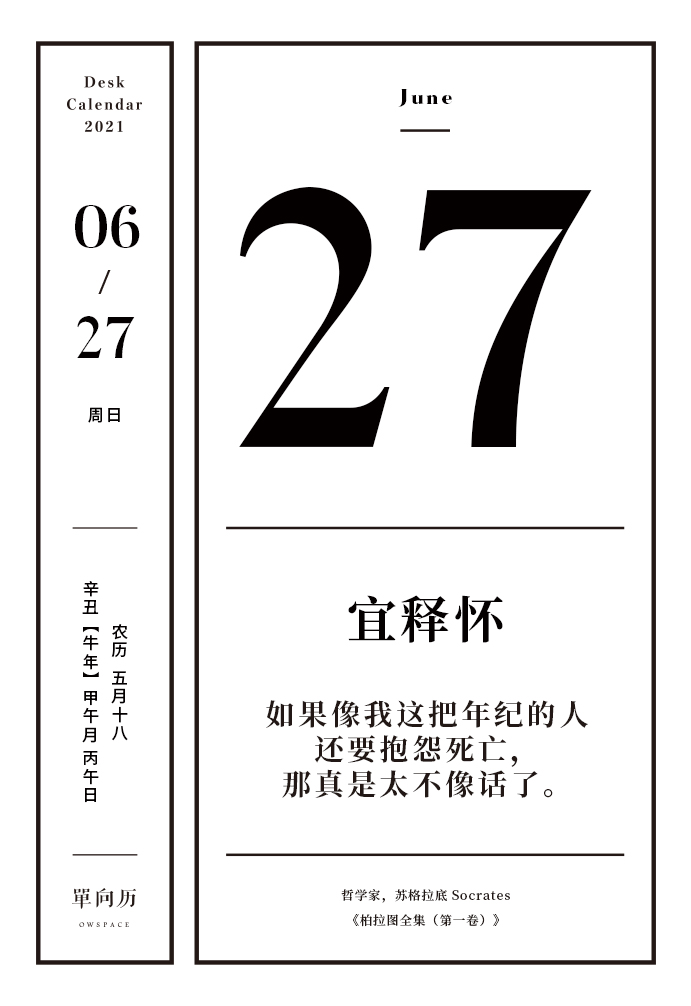 Desk
Calendar
2021
06
/
27
周日
农历 五月十八
辛丑【牛年】甲午月 丙午日
單向历
OWSPACE
June
27
宜释怀
如果像我这把年纪的人
还要抱怨死亡，
那真是太不像话了。
哲学家，苏格拉底 Socrates
《柏拉图全集（第一卷）》